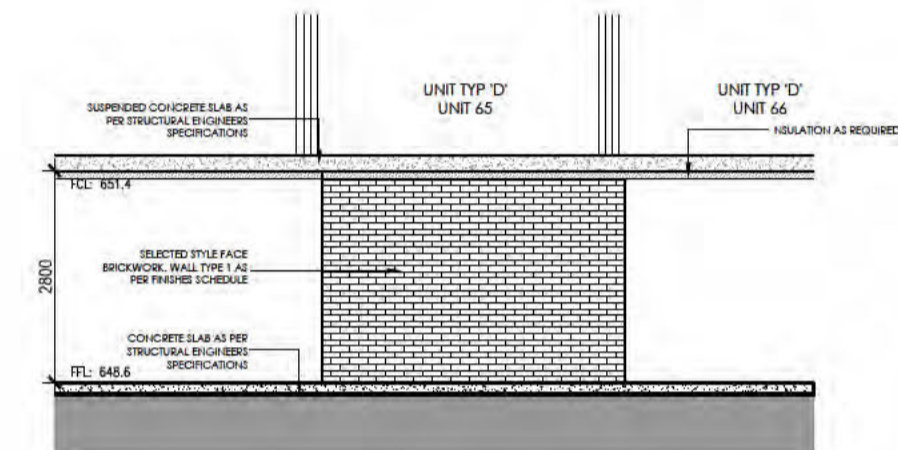 UNIT TYP 'D'
UNIT 65
UNIT TYP 'D'
UNIT 66
SUSPENDED CONCRETE SLAB AS
PER STRUCTURAL ENGINEERS
SPECIFICATIONS
NSULATION AS REQUIRED
FCL: 651.4
2800
SELECTED STYLE FACE
BRICKWORK. WALL TYPE 1 AS
PER FINISHES SCHEDULE
CONCRETE SLAB AS PER
STRUCTURAL ENGINEERS
SPECIFICATIONS
FFL: 648.6